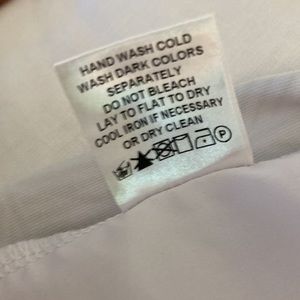 HAND WASH COLD
WASH DARK COLORS
SEPARATELY
DO NOT BLEACH
LAY TO FLAT TO DRY
COOL IRON IF NECESSARY
OR DRY CLEAN
P